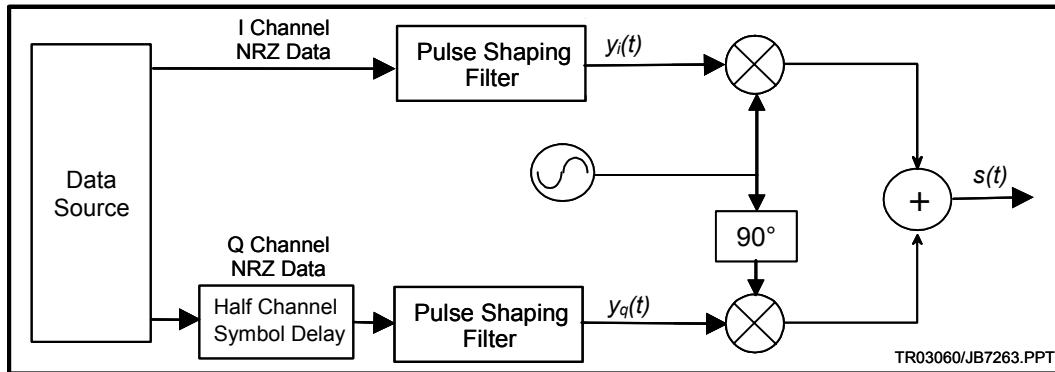 I Channel
NRZ Data
Pulse Shaping
Filter
yi(t)
Data
Source
s(t)
+
90°
Q Channel
NRZ Data
Half Channel
Symbol Delay
Pulse Shaping
Filter
yq(t)
TR03060/JB7263.PPT